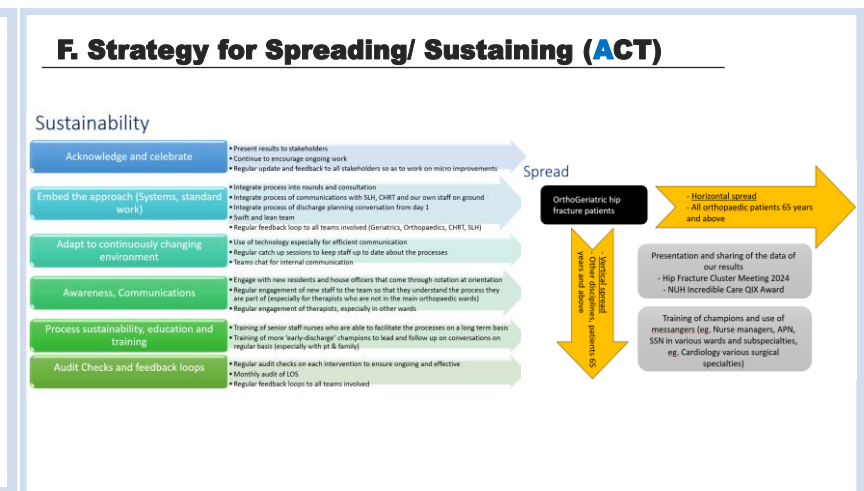 F. Strategy for Spreading/ Sustaining (ACT)
Sustainability
Acknowledge and celebrate
• Present results to stakeholders
• Continue to encourage ongoing work
• Regular update and feedback to all stakeholders so as to work on micro improvements
Embed the approach (Systems, standard
work)
• Integrate process into rounds and consultation
• Integrate process of communications with SLH, CHRT and our own staff on ground
• Integrate process of discharge planning conversation from day 1
• Swift and lean team
• Regular feedback loop to all teams involved (Geriatrics, Orthopaedics, CHRT, SLH)
Adapt to continuously changing
environment
• Use of technology especially for efficient communication
• Regular catch up sessions to keep staff up to date about the processes
• Teams chat for internal communication
Awareness, Communications
• Engage with new residents and house officers that come through rotation at orientation
• Regular engagement of new staff to the team so that they understand the process they
are part of (especially for therapists who are not in the main orthopaedic wards)
• Regular engagement of therapists, especially in other wards
Process sustainability, education and
training
• Training of senior staff nurses who are able to facilitate the processes on a long term basis
• Training of more 'early-discharge' champions to lead and follow up on conversations on
regular basis (especially with pt & family)
Audit Checks and feedback loops
• Regular audit checks on each intervention to ensure ongoing and effective
• Monthly audit of LOS
• Regular feedback loops to all teams involved
Spread
OrthoGeriatric hip
fracture patients
- Horizontal spread
- All orthopaedic patients 65 years
and above
- Vertical spread
- Other disciplines, patients 65
years and above
Presentation and sharing of the data of
our results
- Hip Fracture Cluster Meeting 2024
- NUH Incredible Care QIX Award
Training of champions and use of
messangers (eg. Nurse managers, APN,
SSN in various wards and subspecialties,
eg. Cardiology various surgical
specialties)